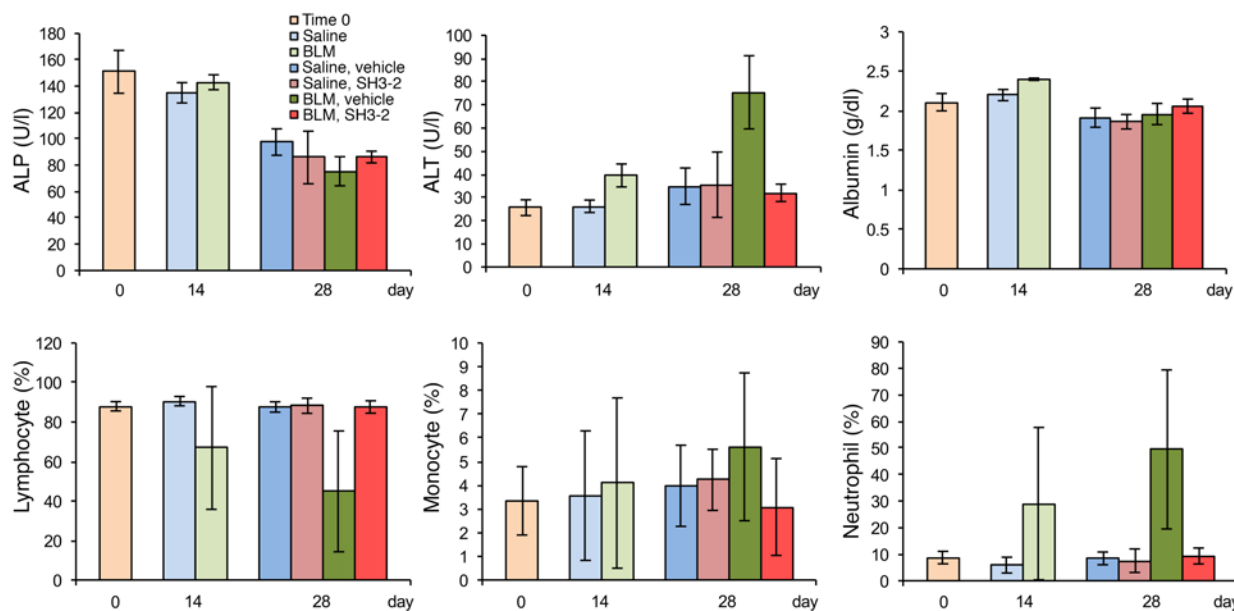 ALP (U/l)
180
160
140
120
100
80
60
40
20
0
0 14 28 day
Time 0
Saline
BLM
Saline, vehicle
Saline, SH3-2
BLM, vehicle
BLM, SH3-2
ALT (U/l)
100
90
80
70
60
50
40
30
20
10
0
0 14 28 day
Albumin (g/dl)
3
2.5
2
1.5
1
0.5
0
0 14 28 day
Lymphocyte (%)
120
100
80
60
40
20
0
0 14 28 day
Monocyte (%)
10
9
8
7
6
5
4
3
2
1
0
0 14 28 day
Neutrophil (%)
90
80
70
60
50
40
30
20
10
0
0 14 28 day